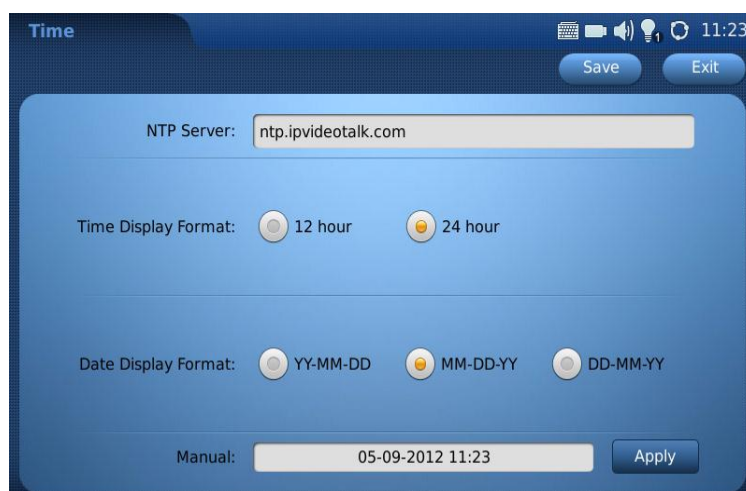 Time 1 11:23
Save Exit
NTP Server: ntp.ipvideotalk.com
Time Display Format: 12 hour 24 hour
Date Display Format: YY-MM-DD MM-DD-YY DD-MM-YY
Manual: 05-09-2012 11:23 Apply